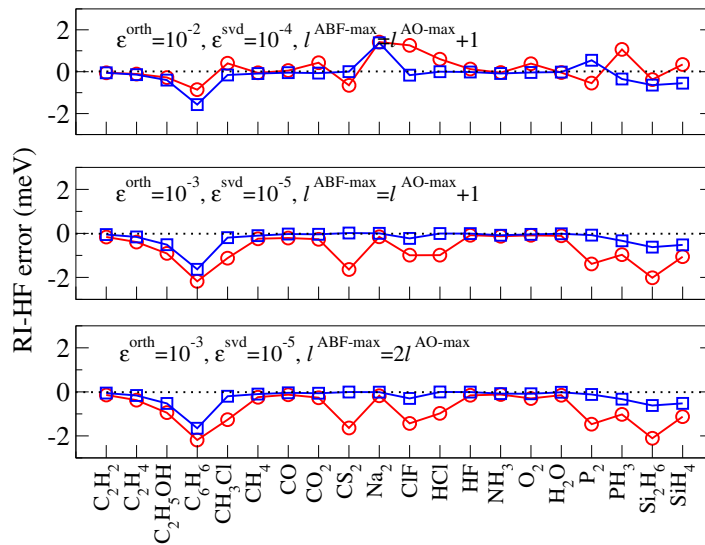 2
0
-2
ε^orth=10^-2, ε^svd=10^-4, l^ABF-max=l^AO-max+1
2
0
-2
ε^orth=10^-3, ε^svd=10^-5, l^ABF-max=l^AO-max+1
2
0
-2
ε^orth=10^-3, ε^svd=10^-5, l^ABF-max=2l^AO-max
RI-HF error (meV)
C₂H₂
C₂H₄
C₂H₅OH
C₆H₆
CH₃Cl
CH₄
CO
CO₂
CS₂
Na₂
ClF
HCl
HF
NH₃
O₂
H₂O
P₂
PH₃
Si₂H₆
SiH₄